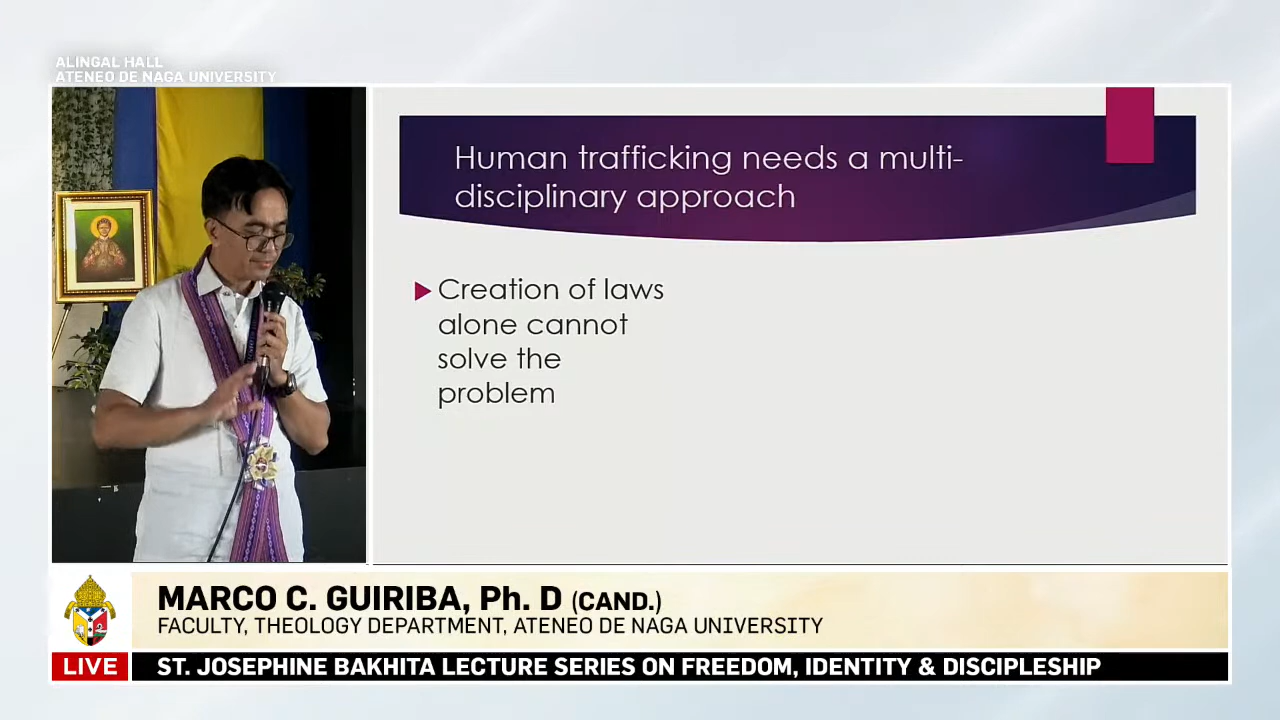 ALINGAL HALL
ATENEO DE NAGA UNIVERSITY
Human trafficking needs a multi-
disciplinary approach
Creation of laws
alone cannot
solve the
problem
MARCO C. GUIRIBA, Ph. D (CAND.)
FACULTY, THEOLOGY DEPARTMENT, ATENEO DE NAGA UNIVERSITY
LIVE
ST. JOSEPHINE BAKHITA LECTURE SERIES ON FREEDOM, IDENTITY & DISCIPLESHIP